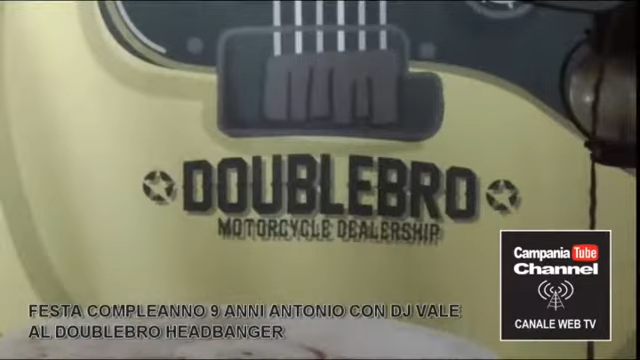 DOUBLEBRO
MOTORCYCLE DEALERSHIP
Campania Tube
Channel
CANALE WEB TV
FESTA COMPLEANNO 9 ANNI ANTONIO CON DJ VALE
AL DOUBLEBRO HEADBANGER